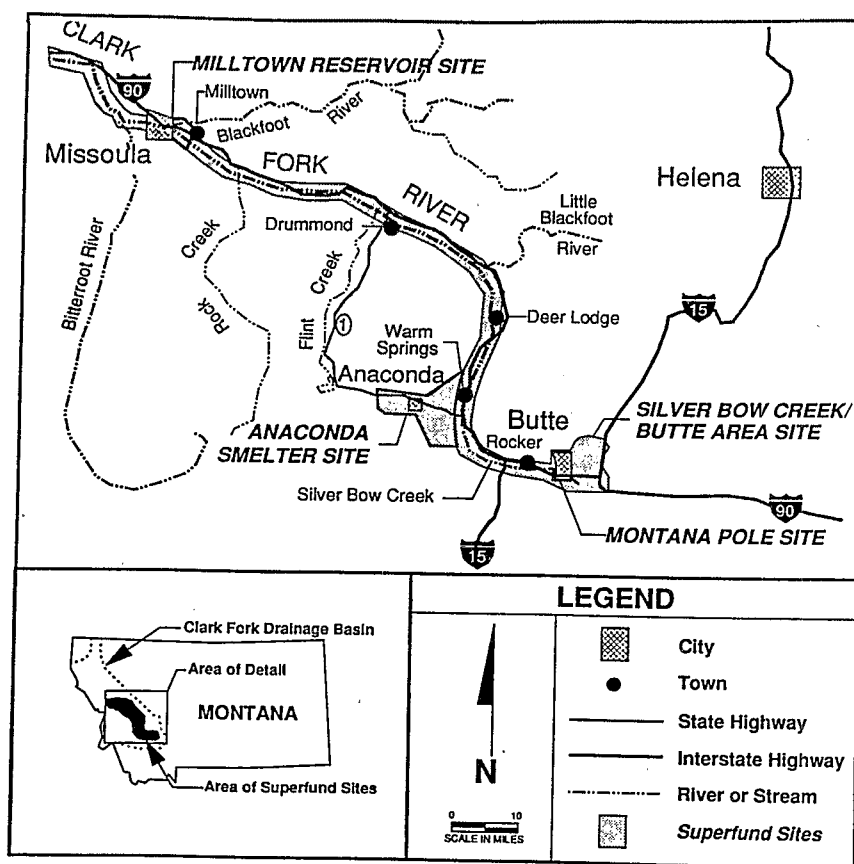 CLARK
90
MILLTOWN RESERVOIR SITE
Milltown
Blackfoot
River
Missoula
FORK
RIVER
Helena
Little
Blackfoot
River
Drummond
Bitterroot River
Creek
Rock
Creek
Flint
1
15
Deer Lodge
Warm
Springs
Anaconda
Butte
Rocker
SILVER BOW CREEK/
BUTTE AREA SITE
ANACONDA
SMELTER SITE
Silver Bow Creek
90
MONTANA POLE SITE
15
Clark Fork Drainage Basin
Area of Detail
MONTANA
Area of Superfund Sites
N
0 10
SCALE IN MILES
LEGEND
City
Town
State Highway
Interstate Highway
River or Stream
Superfund Sites